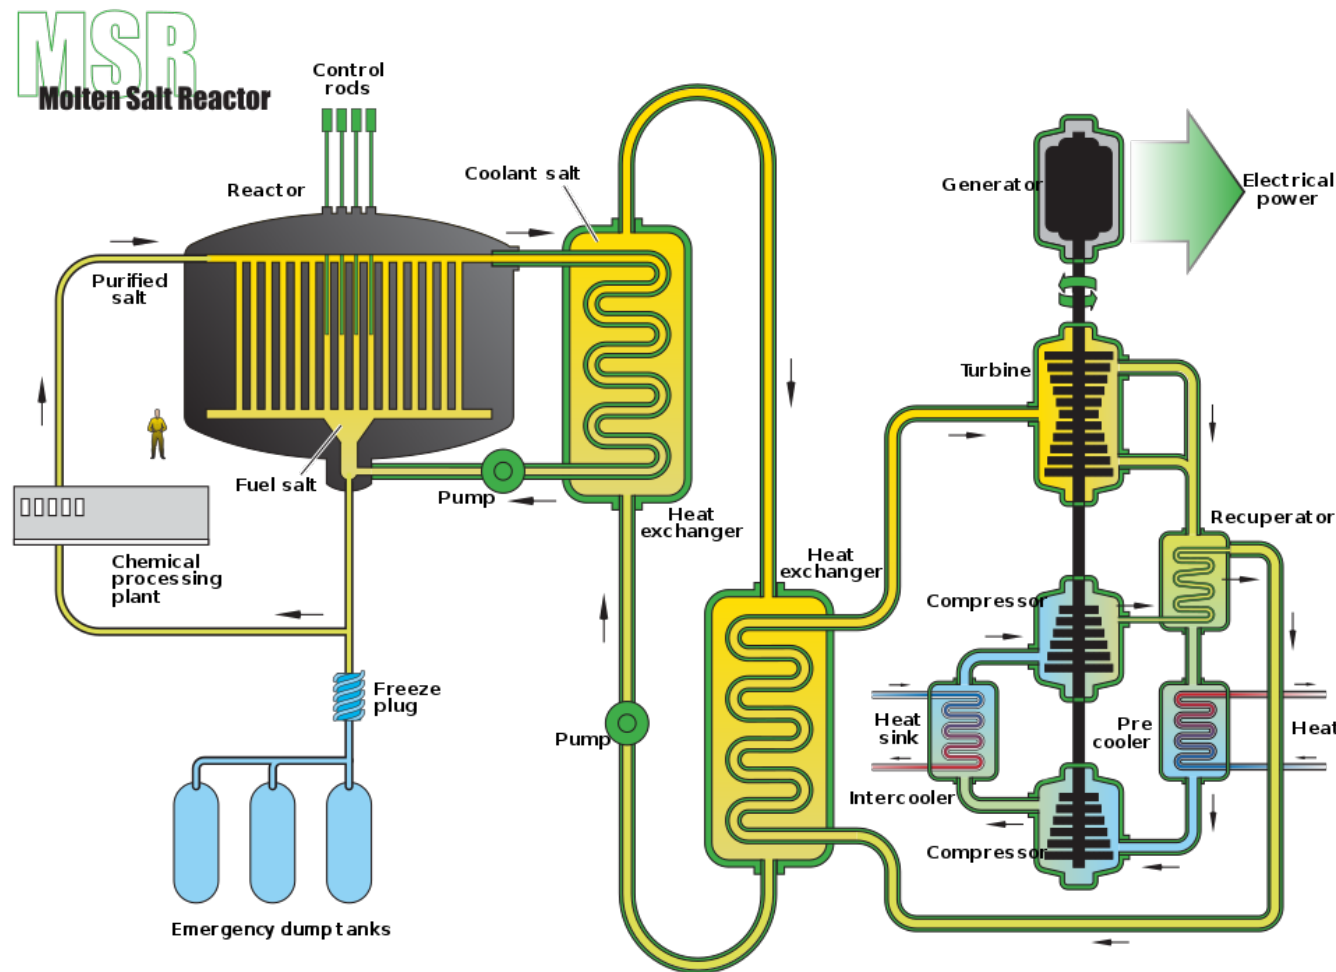 MSR
Molten Salt Reactor
Control
rods
Reactor
Coolant salt
Generator
Electrical
power
Purified
salt
Turbine
Fuel salt
Pump
Heat
exchanger
Recuperator
Chemical
processing
plant
Heat
exchanger
Compressor
Freeze
plug
Pump
Heat
sink
Pre
cooler
Heat
Intercooler
Compressor
Emergency dump tanks